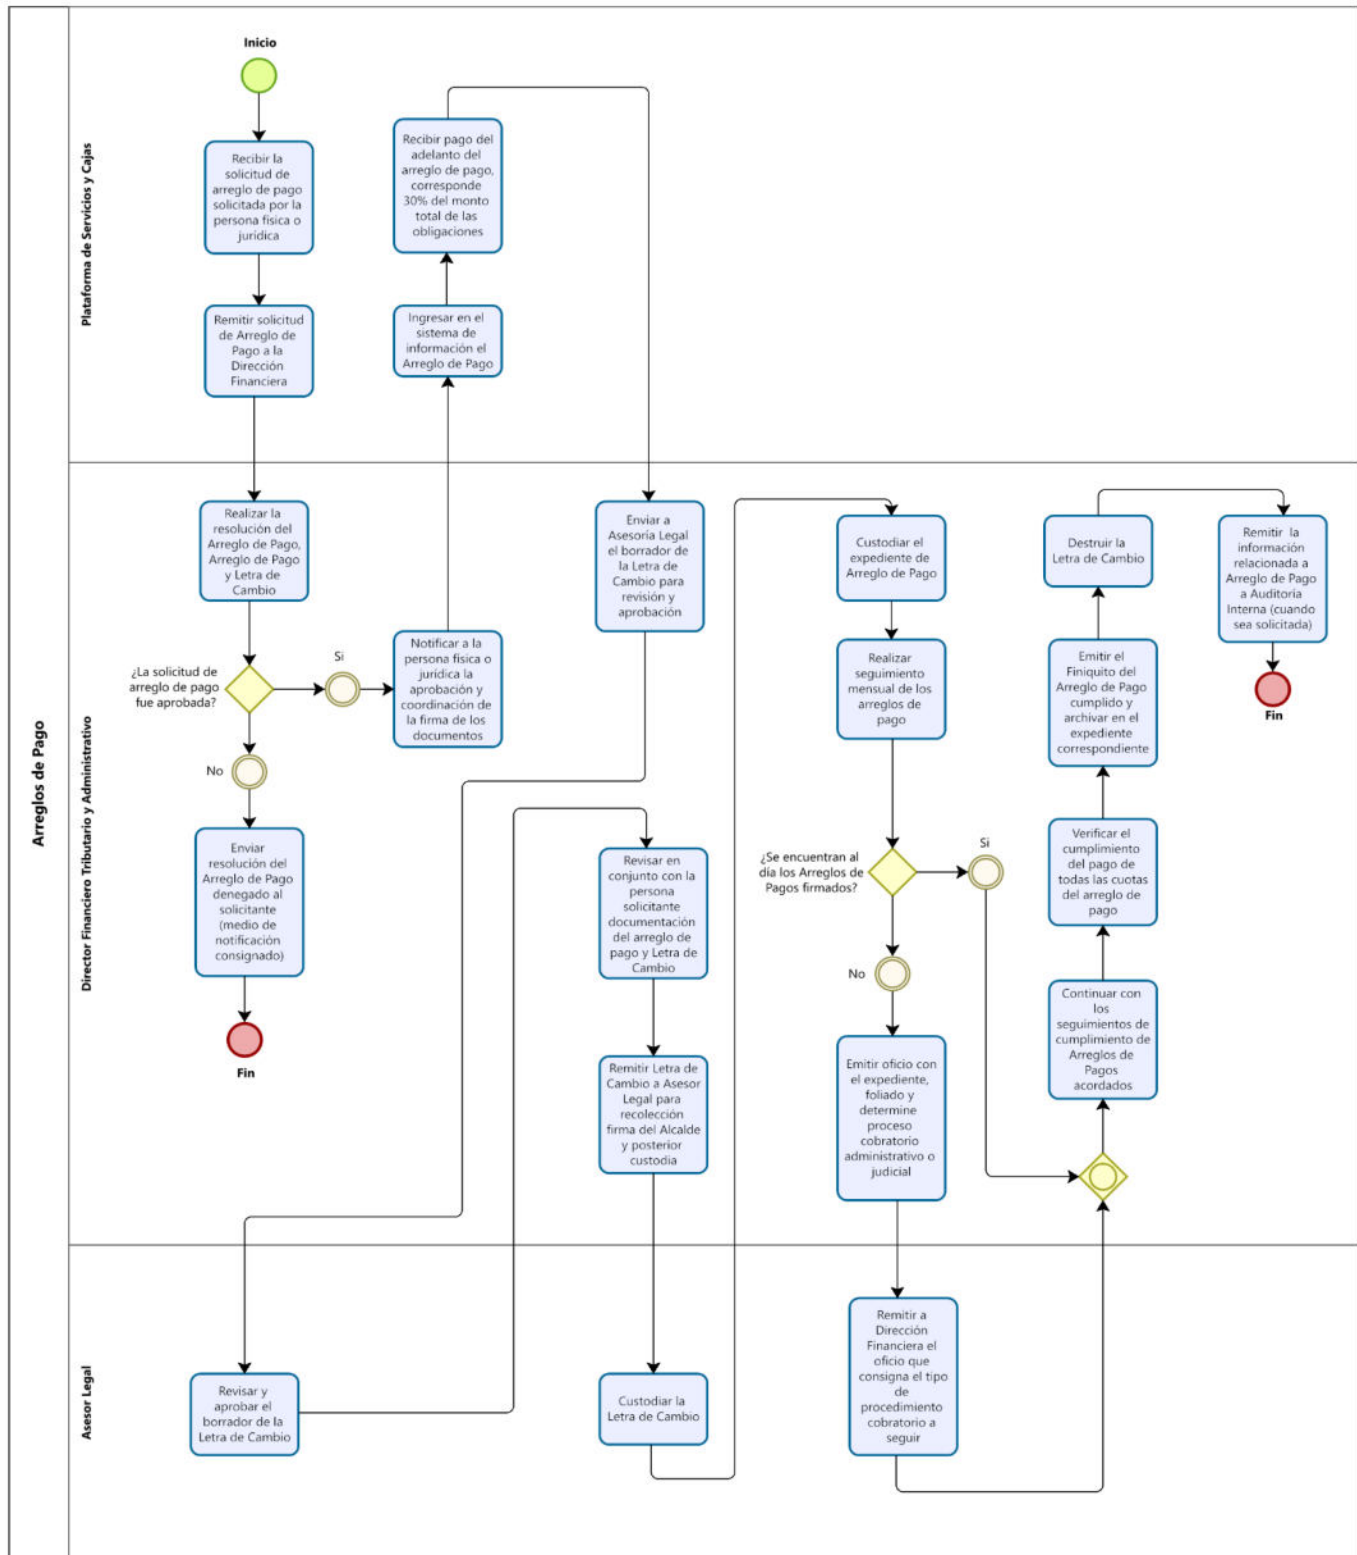 Arreglos de Pago
Plataforma de Servicios y Cajas
Inicio
Recibir la
solicitud de
arreglo de pago
solicitada por la
persona física o
jurídica
Remitir solicitud
de Arreglo de
Pago a la
Dirección
Financiera
Recibir pago del
adelanto del
arreglo de pago,
corresponde
30% del monto
total de las
obligaciones
Ingresar en el
sistema de
información el
Arreglo de Pago
Director Financiero Tributario y Administrativo
Realizar la
resolución del
Arreglo de Pago,
Arreglo de Pago
y Letra de
Cambio
¿La solicitud de
arreglo de pago
fue aprobada?
Si
No
Notificar a la
persona física o
jurídica la
aprobación y
coordinación de
la firma de los
documentos
Enviar
resolución del
Arreglo de Pago
denegado al
solicitante
(medio de
notificación
consignado)
Fin
Enviar a
Asesoría Legal
el borrador de
la Letra de
Cambio para
revisión y
aprobación
Revisar en
conjunto con la
persona
solicitante
documentación
del arreglo de
pago y Letra de
Cambio
Remitir Letra de
Cambio a Asesor
Legal para
recolección
firma del Alcalde
y posterior
custodia
Custodiar el
expediente de
Arreglo de Pago
Realizar
seguimiento
mensual de los
arreglos de
pago
¿Se encuentran al
día los Arreglos de
Pagos firmados?
Si
No
Emitir oficio con
el expediente,
foliado y
determine
proceso
cobratorio
administrativo o
judicial
Destruir la
Letra de Cambio
Emitir el
Finiquito del
Arreglo de Pago
cumplido y
archivar en el
expediente
correspondiente
Verificar el
cumplimiento
del pago de
todas las cuotas
del arreglo de
pago
Continuar con
los
seguimientos de
cumplimiento de
Arreglos de
Pagos
acordados
Remitir la
información
relacionada a
Arreglo de Pago
a Auditoría
Interna (cuando
sea solicitada)
Fin
Asesor Legal
Revisar y
aprobar el
borrador de la
Letra de Cambio
Custodiar la
Letra de Cambio
Remitir a
Dirección
Financiera el
oficio que
consigna el tipo
de
procedimiento
cobratorio a
seguir